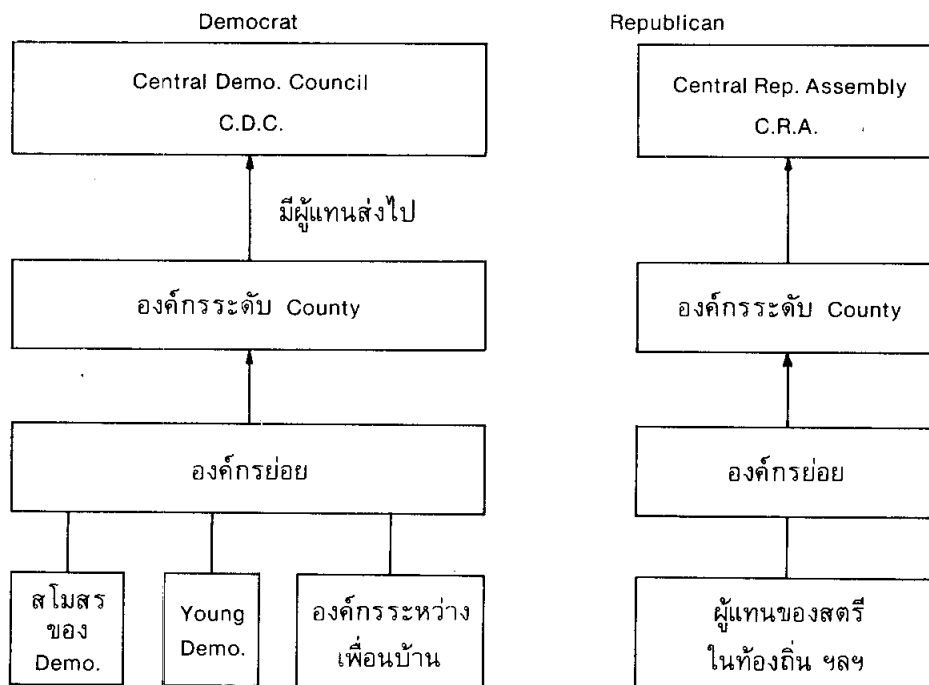 Democrat
Central Demo. Council
C.D.C.
มีผู้แทนส่งไป
องค์กรระดับ County
องค์กรย่อย
สโมสร
ของ
Demo.
Young
Demo.
องค์กรระหว่าง
เพื่อนบ้าน
Republican
Central Rep. Assembly
C.R.A.
องค์กรระดับ County
องค์กรย่อย
ผู้แทนของสตรี
ในท้องถิ่น ฯลฯ